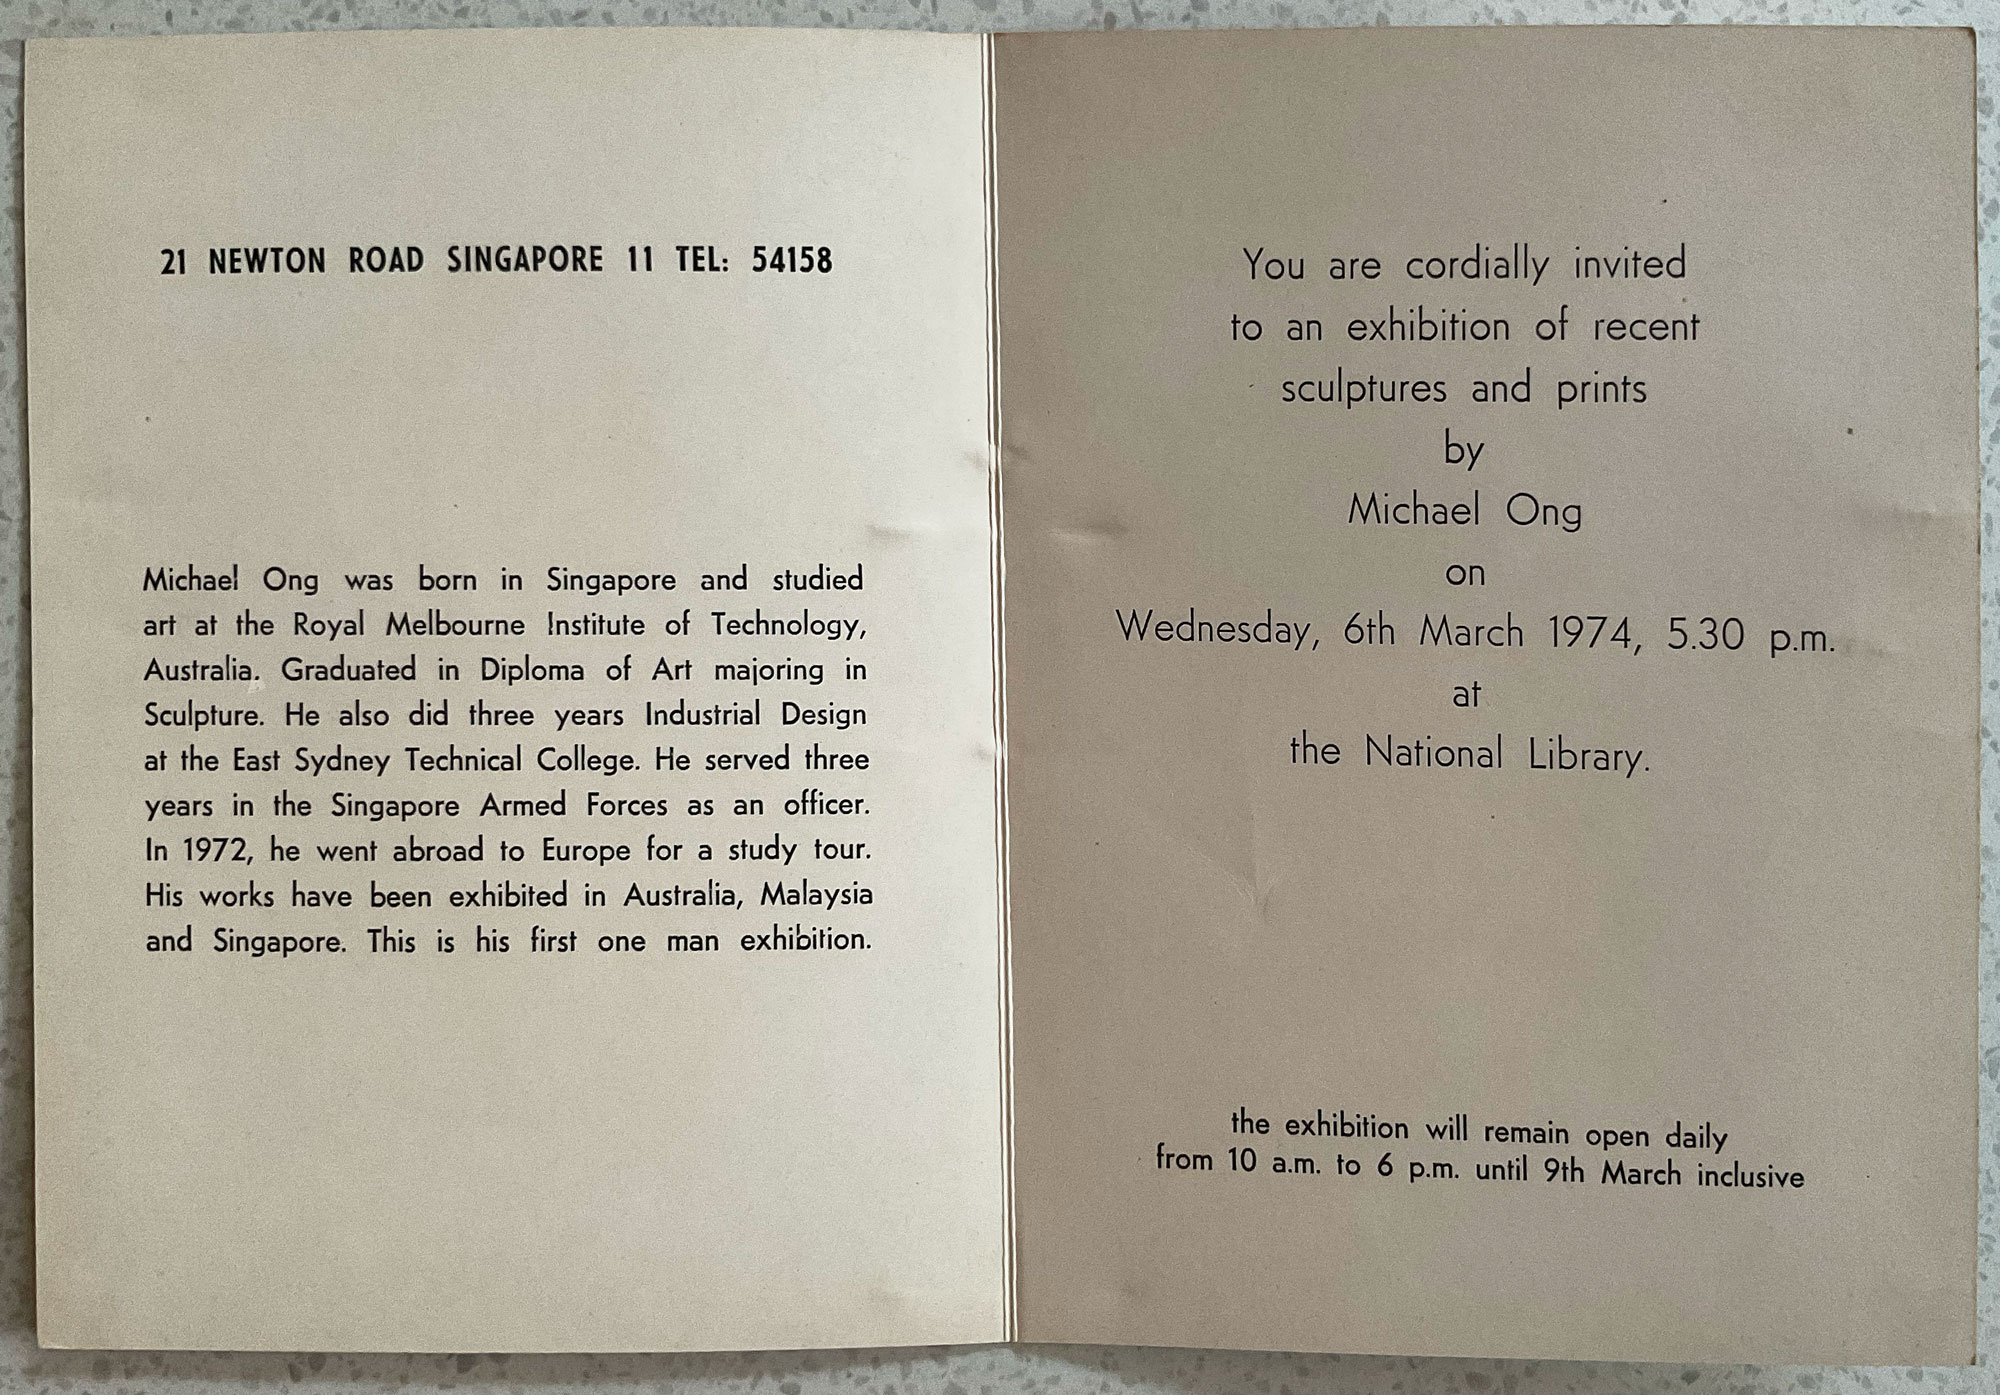 21 NEWTON ROAD SINGAPORE 11 TEL: 54158
Michael Ong was born in Singapore and studied
art at the Royal Melbourne Institute of Technology,
Australia. Graduated in Diploma of Art majoring in
Sculpture. He also did three years Industrial Design
at the East Sydney Technical College. He served three
years in the Singapore Armed Forces as an officer.
In 1972, he went abroad to Europe for a study tour.
His works have been exhibited in Australia, Malaysia
and Singapore. This is his first one man exhibition.
You are cordially invited
to an exhibition of recent
sculptures and prints
by
Michael Ong
on
Wednesday, 6th March 1974, 5.30 p.m.
at
the National Library.
the exhibition will remain open daily
from 10 a.m. to 6 p.m. until 9th March inclusive